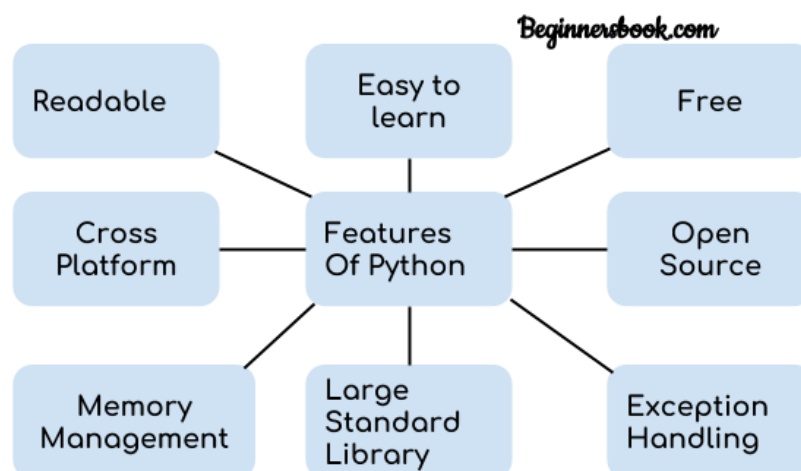 Beginnersbook.com
Readable
Easy to
learn
Free
Cross
Platform
Features
Of Python
Open
Source
Memory
Management
Large
Standard
Library
Exception
Handling